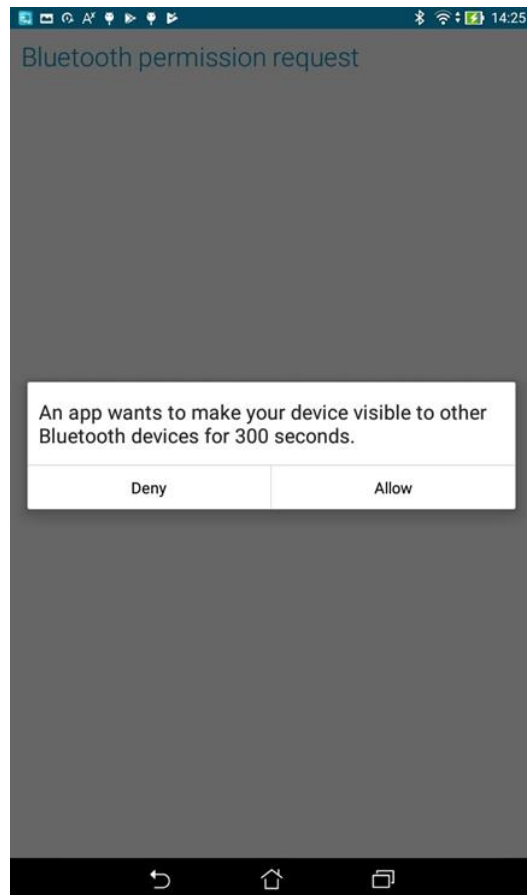 14:25
Bluetooth permission request
An app wants to make your device visible to other
Bluetooth devices for 300 seconds.
Deny Allow